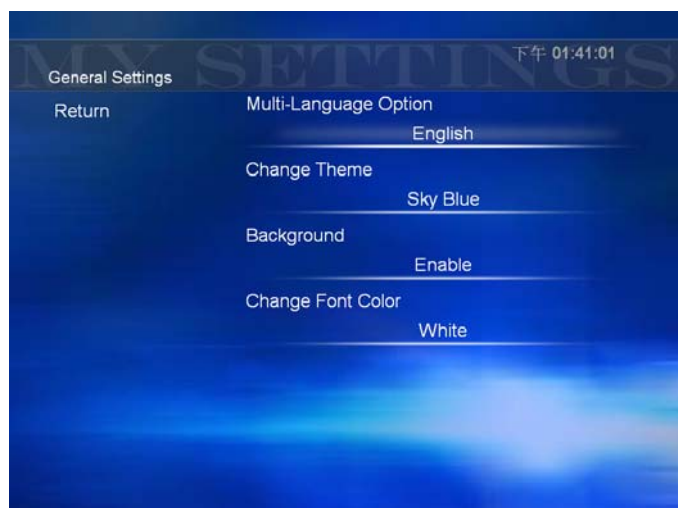 MY SETTINGS
下午 01:41:01
General Settings
Return
Multi-Language Option
English
Change Theme
Sky Blue
Background
Enable
Change Font Color
White